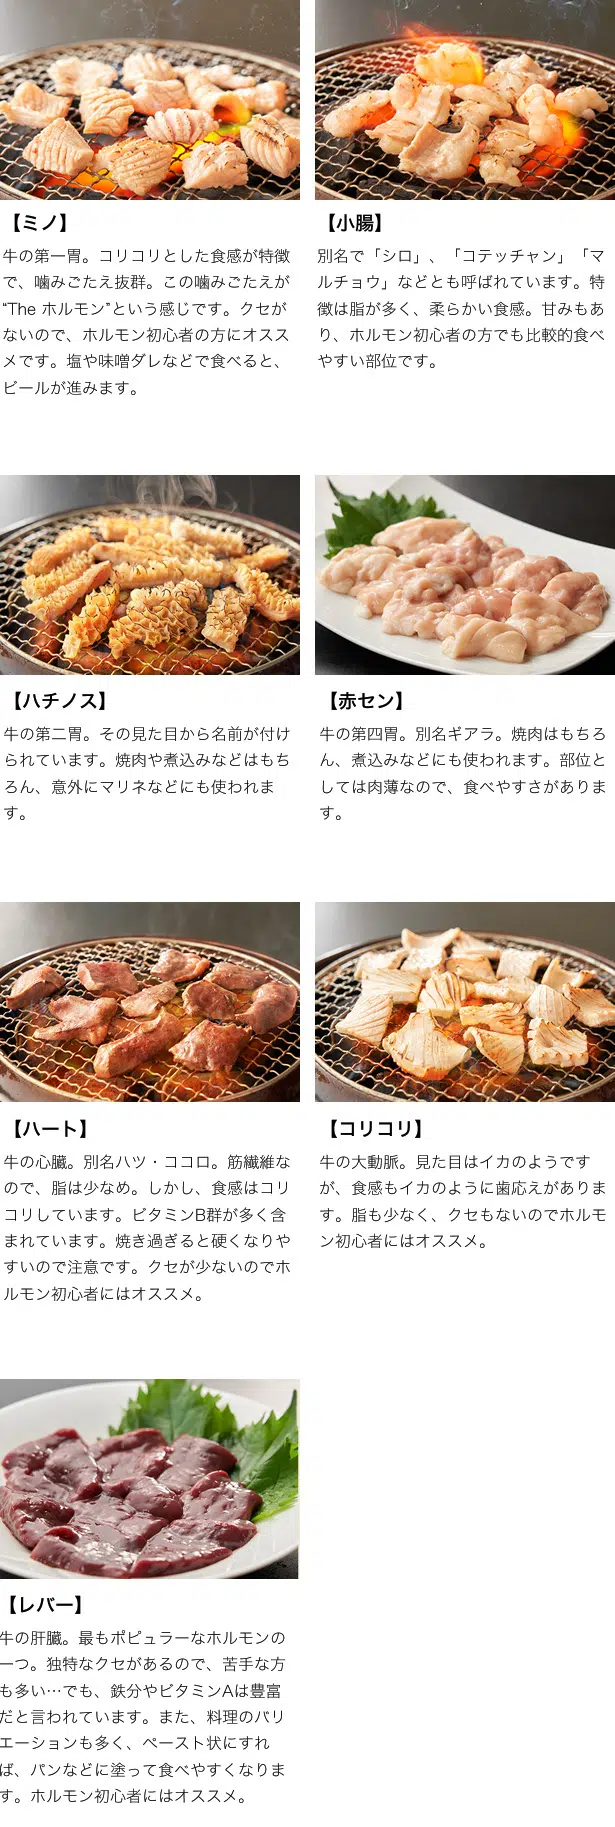 【ミノ】
牛の第一胃。コリコリとした食感が特徴
で、噛みごたえ抜群。この噛みごたえが
“The ホルモン”という感じです。クセが
ないので、ホルモン初心者の方にオスス
メです。塩や味噌ダレなどで食べると、
ビールが進みます。
【小腸】
別名で「シロ」、「コテッチャン」「マ
ルチョウ」などとも呼ばれています。特
徴は脂が多く、柔らかい食感。甘みもあ
り、ホルモン初心者の方でも比較的食べ
やすい部位です。
【ハチノス】
牛の第二胃。その見た目から名前が付け
られています。焼肉や煮込みなどはもち
ろん、意外にマリネなどにも使われま
す。
【赤セン】
牛の第四胃。別名ギアラ。焼肉はもちろ
ん、煮込みなどにも使われます。部位と
しては肉薄なので、食べやすさがありま
す。
【ハート】
牛の心臓。別名ハツ・ココロ。筋繊維な
ので、脂は少なめ。しかし、食感はコリ
コリしています。ビタミンB群が多く含
まれています。焼き過ぎると硬くなりや
すいので注意です。クセが少ないのでホ
ルモン初心者にはオススメ。
【コリコリ】
牛の大動脈。見た目はイカのようです
が、食感もイカのように歯応えがありま
す。脂も少なく、クセもないのでホルモ
ン初心者にはオススメ。
【レバー】
牛の肝臓。最もポピュラーなホルモンの
一つ。独特なクセがあるので、苦手な方
も多い…でも、鉄分やビタミンAは豊富
だと言われています。また、料理のバリ
エーションも多く、ペースト状にすれ
ば、パンなどに塗って食べやすくなりま
す。ホルモン初心者にはオススメ。